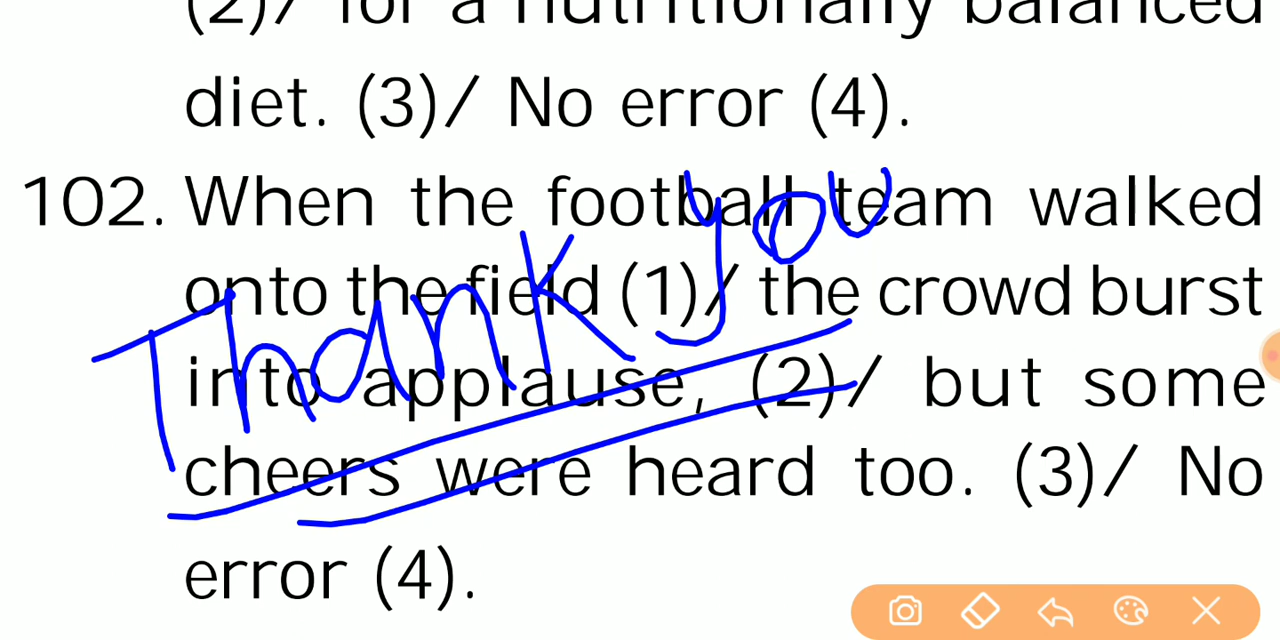 (2)/ for a nutritionally balanced
diet. (3)/ No error (4).
102. When the football team walked
onto the field (1)/ the crowd burst
into applause, (2)/ but some
cheers were heard too. (3)/ No
error (4).
Thank you